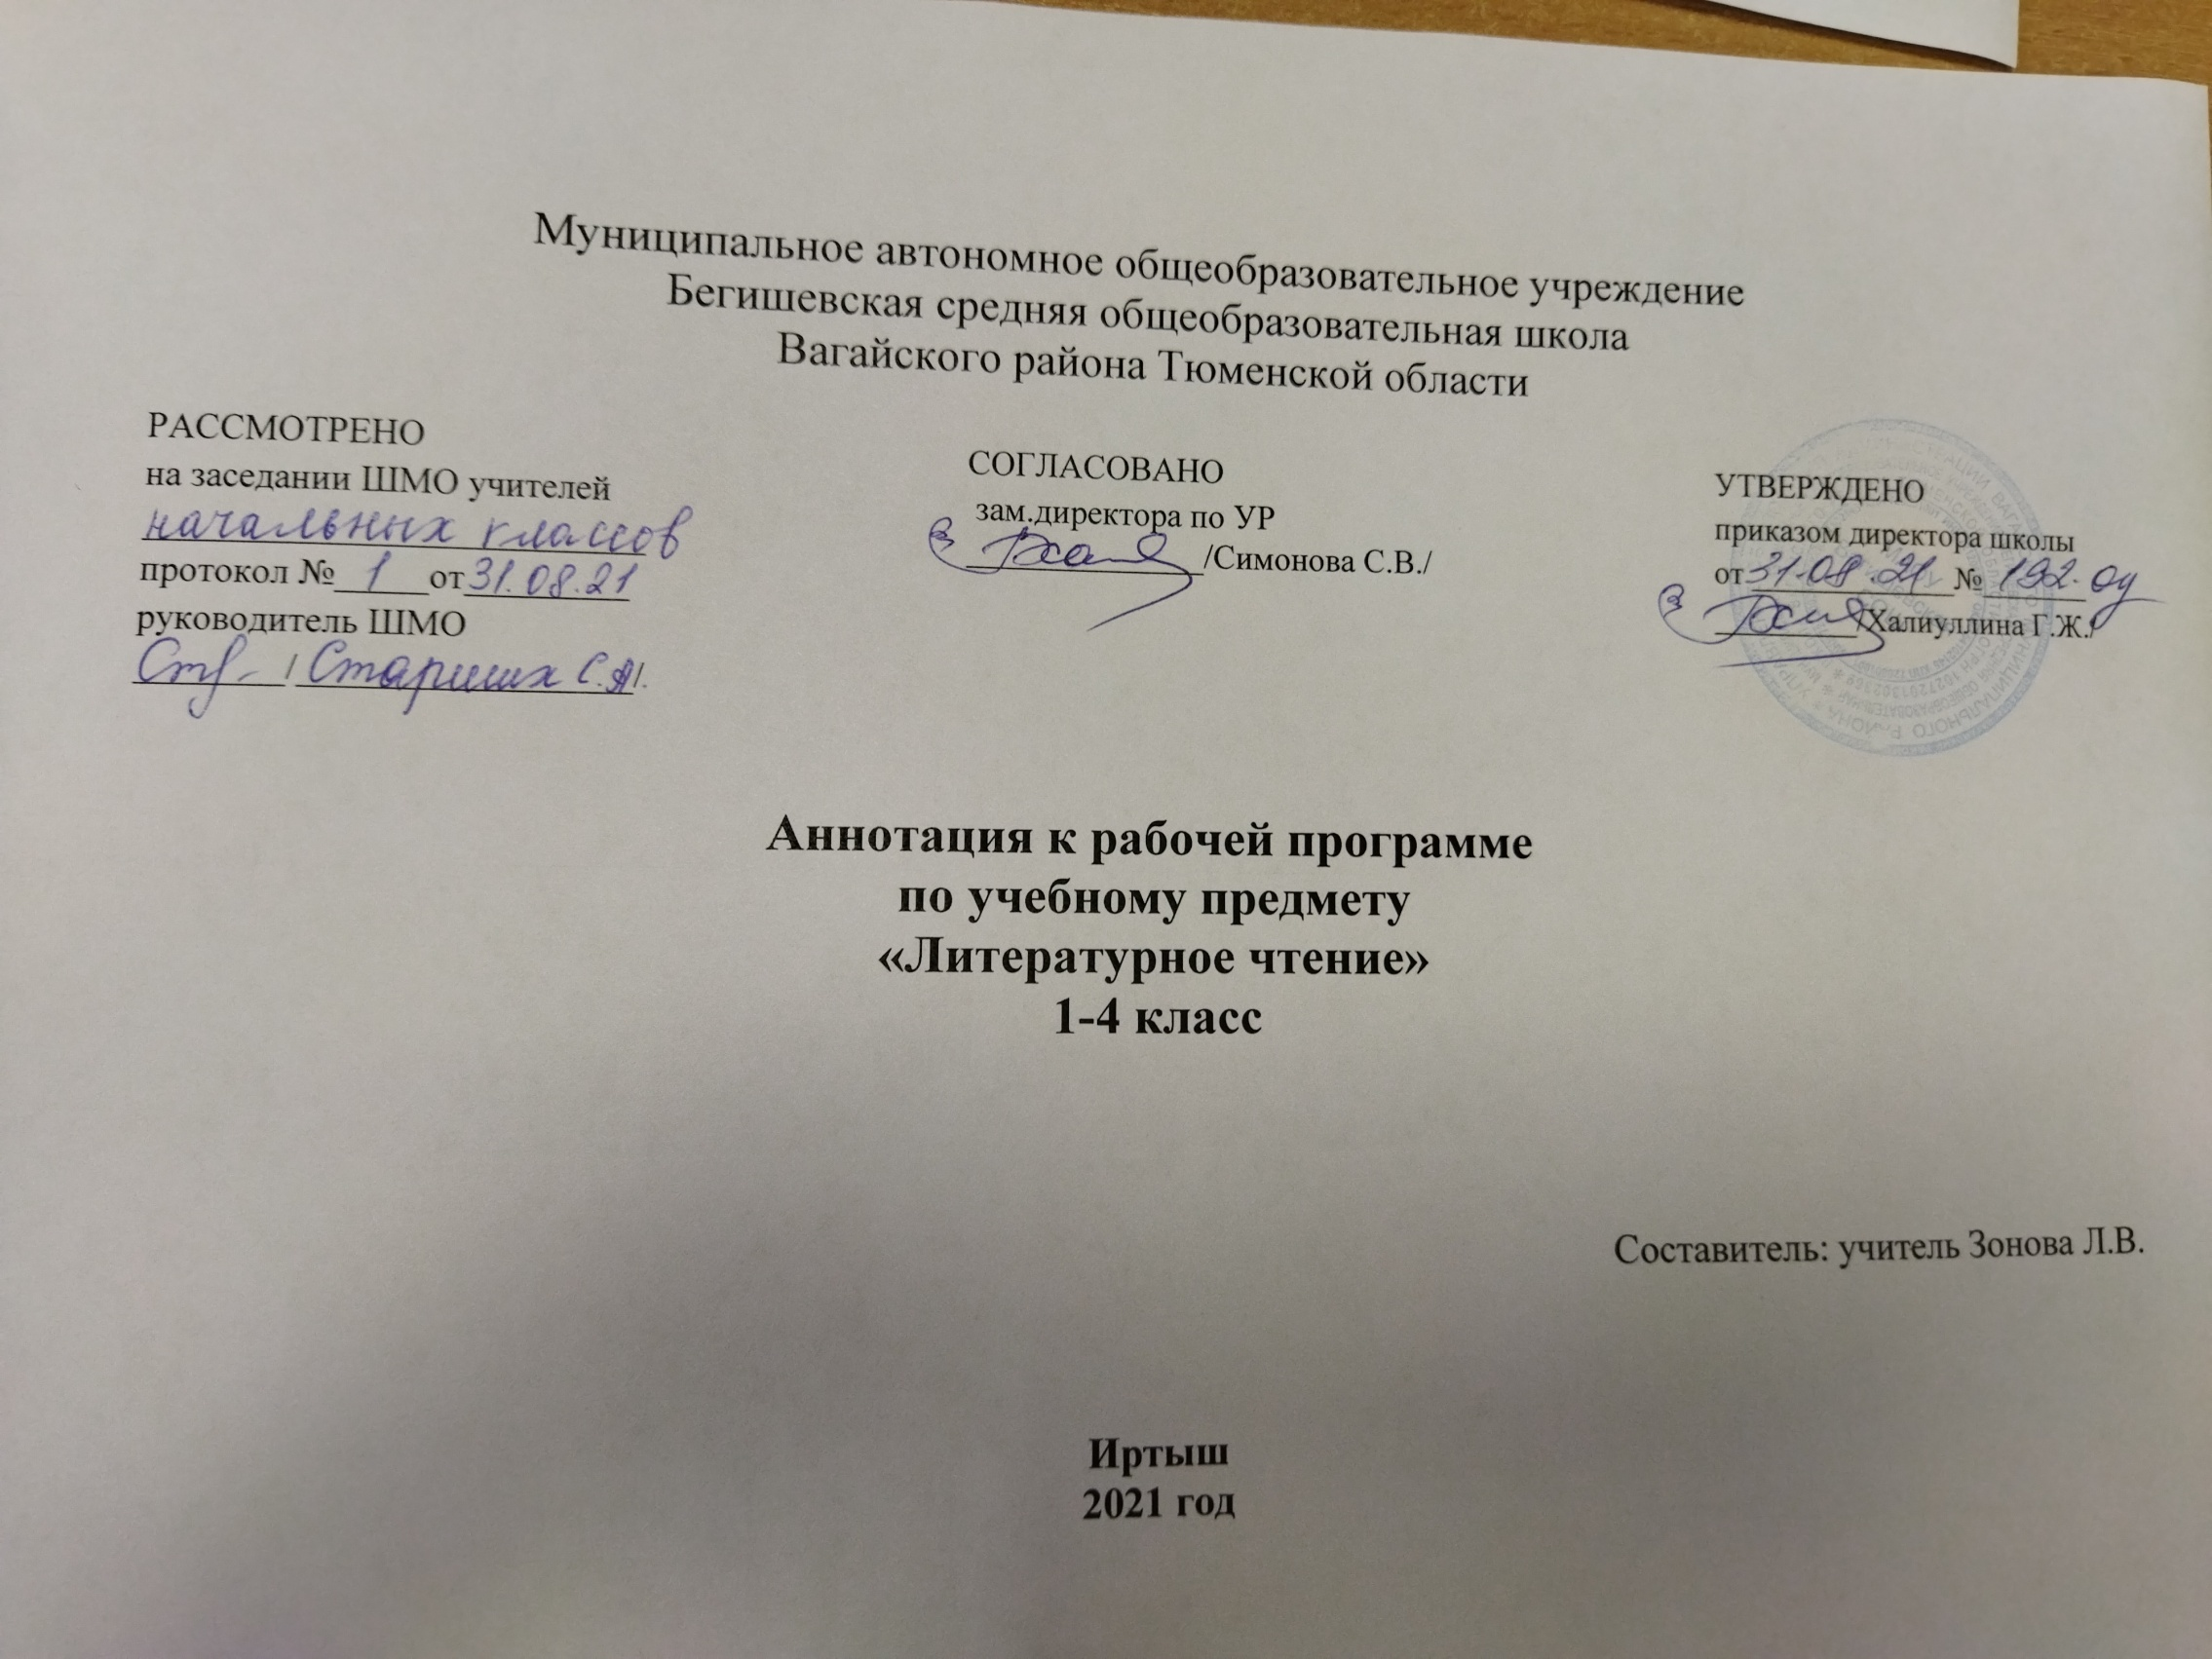 Муниципальное автономное общеобразовательное учреждение
Бегишевская средняя общеобразовательная школа
Вагайского района Тюменской области
РАССМОТРЕНО
на заседании ШМО учителей
начальных классов
протокол № 1 от 31.08.21
руководитель ШМО
/ С.А/.
СОГЛАСОВАНО
зам.директора по УР
/Симонова С.В./
УТВЕРЖДЕНО
приказом директора школы
от 31.08.21 № 192-од
/Халиуллина Г.Ж./
Аннотация к рабочей программе
по учебному предмету
«Литературное чтение»
1-4 класс
Составитель: учитель Зонова Л.В.
Иртыш
2021 год